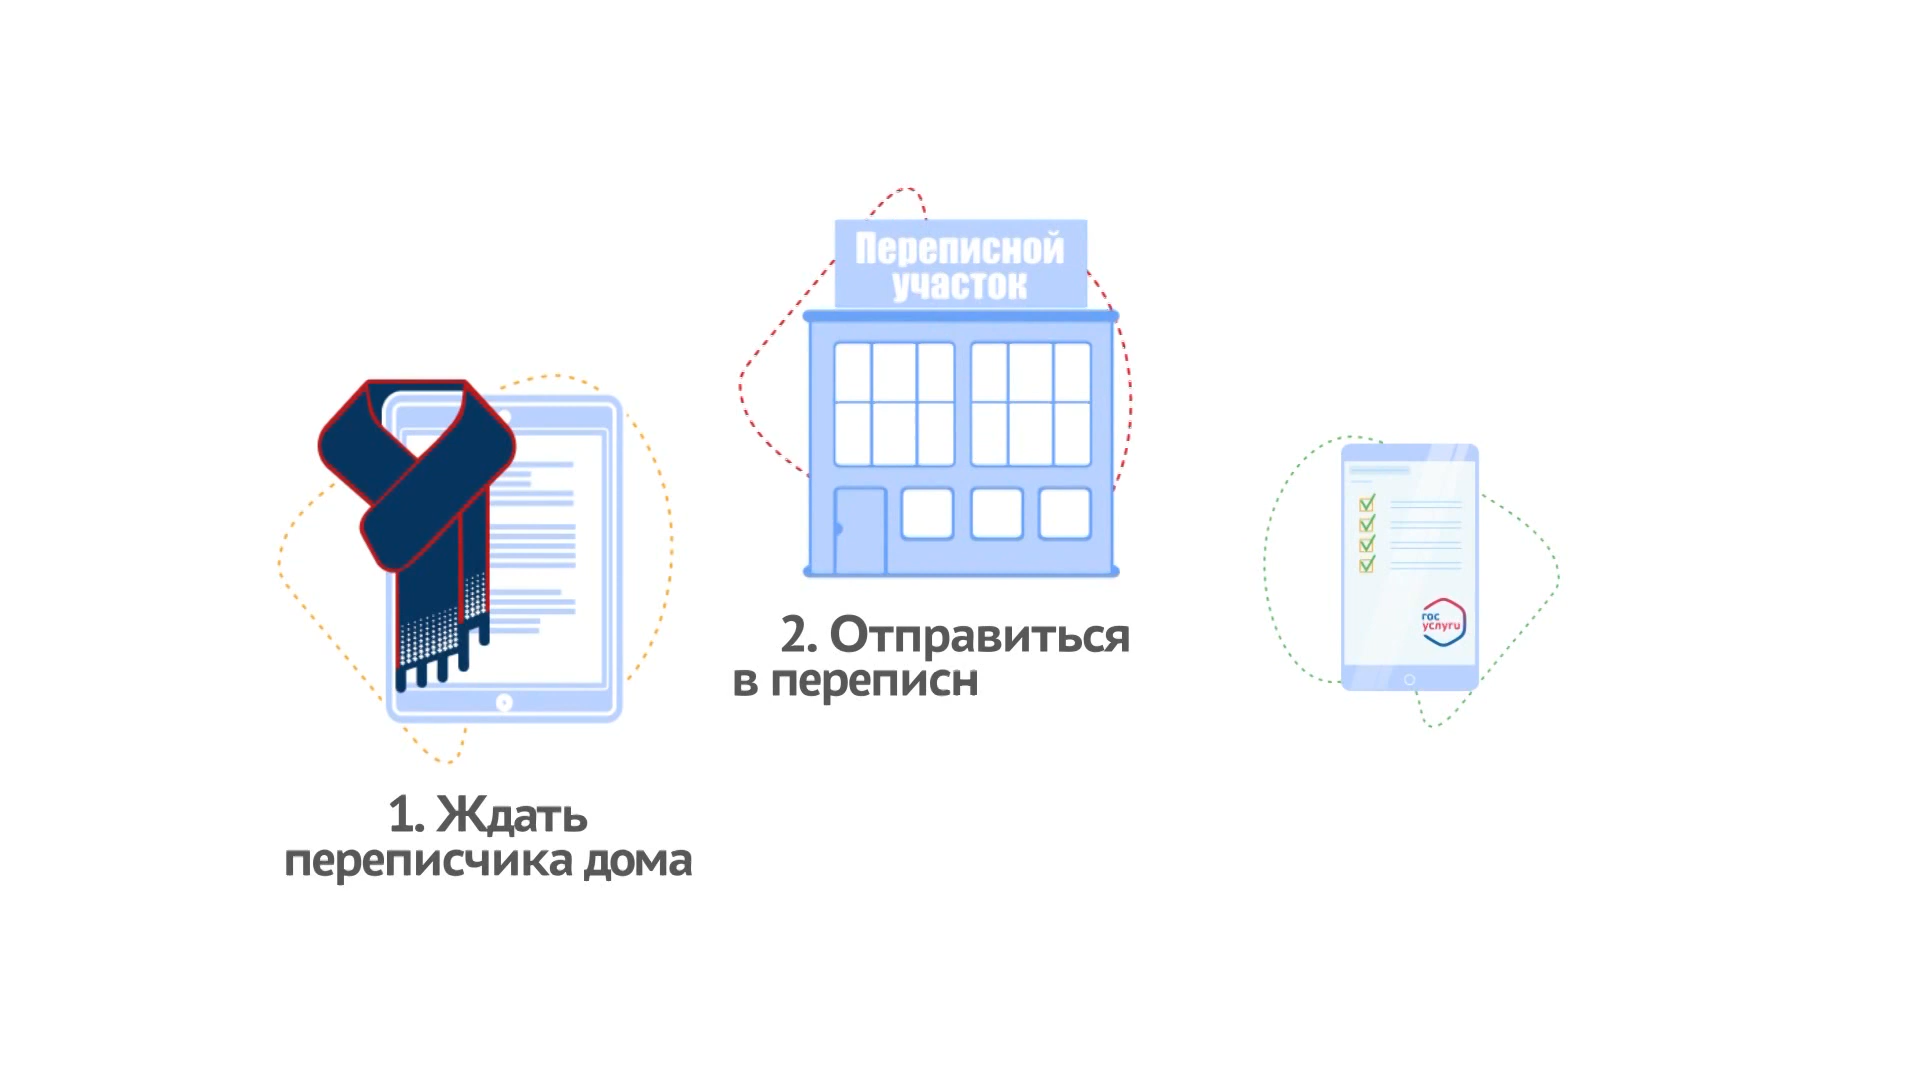 Переписной
участок
1. Ждать
переписчика дома
2. Отправиться
в переписн
гос
услуги